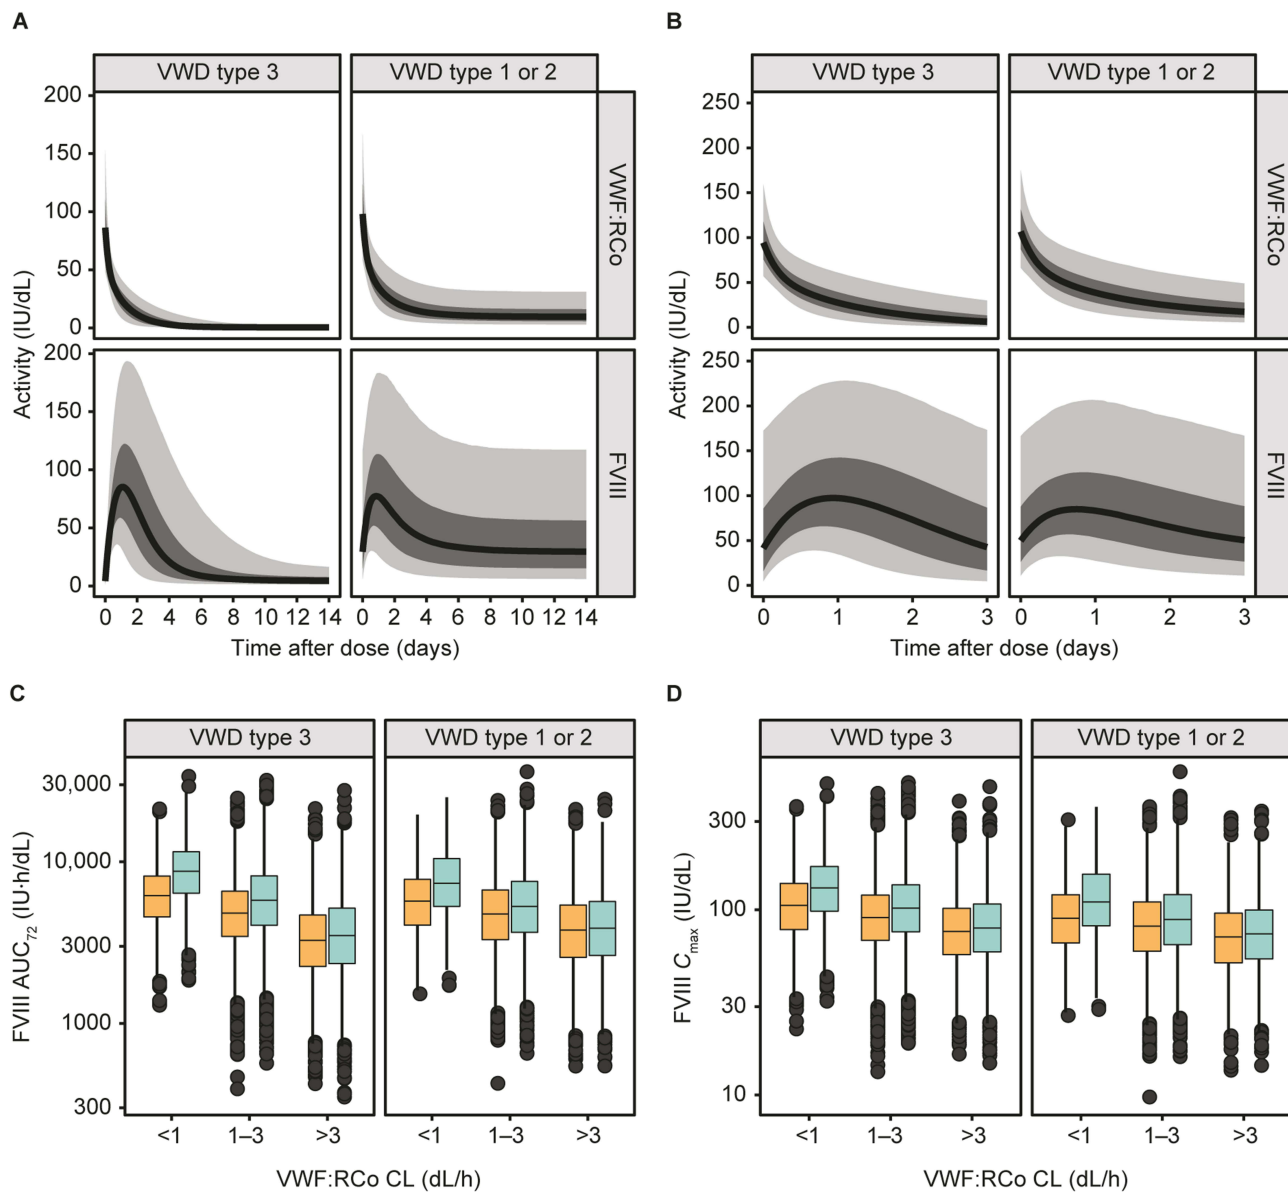 A
VWD type 3
VWD type 1 or 2
200
150
100
50
0
VWF:RCo
200
150
100
50
0
FVIII
Activity (IU/dL)
0 2 4 6 8 10 12 14
0 2 4 6 8 10 12 14
Time after dose (days)
B
VWD type 3
VWD type 1 or 2
250
200
150
100
50
0
VWF:RCo
250
200
150
100
50
0
FVIII
Activity (IU/dL)
0 1 2 3
0 1 2 3
Time after dose (days)
C
VWD type 3
VWD type 1 or 2
30,000
10,000
3000
1000
300
FVIII AUC72 (IU·h/dL)
<1 1–3 >3
<1 1–3 >3
VWF:RCo CL (dL/h)
D
VWD type 3
VWD type 1 or 2
300
100
30
10
FVIII Cmax (IU/dL)
<1 1–3 >3
<1 1–3 >3
VWF:RCo CL (dL/h)